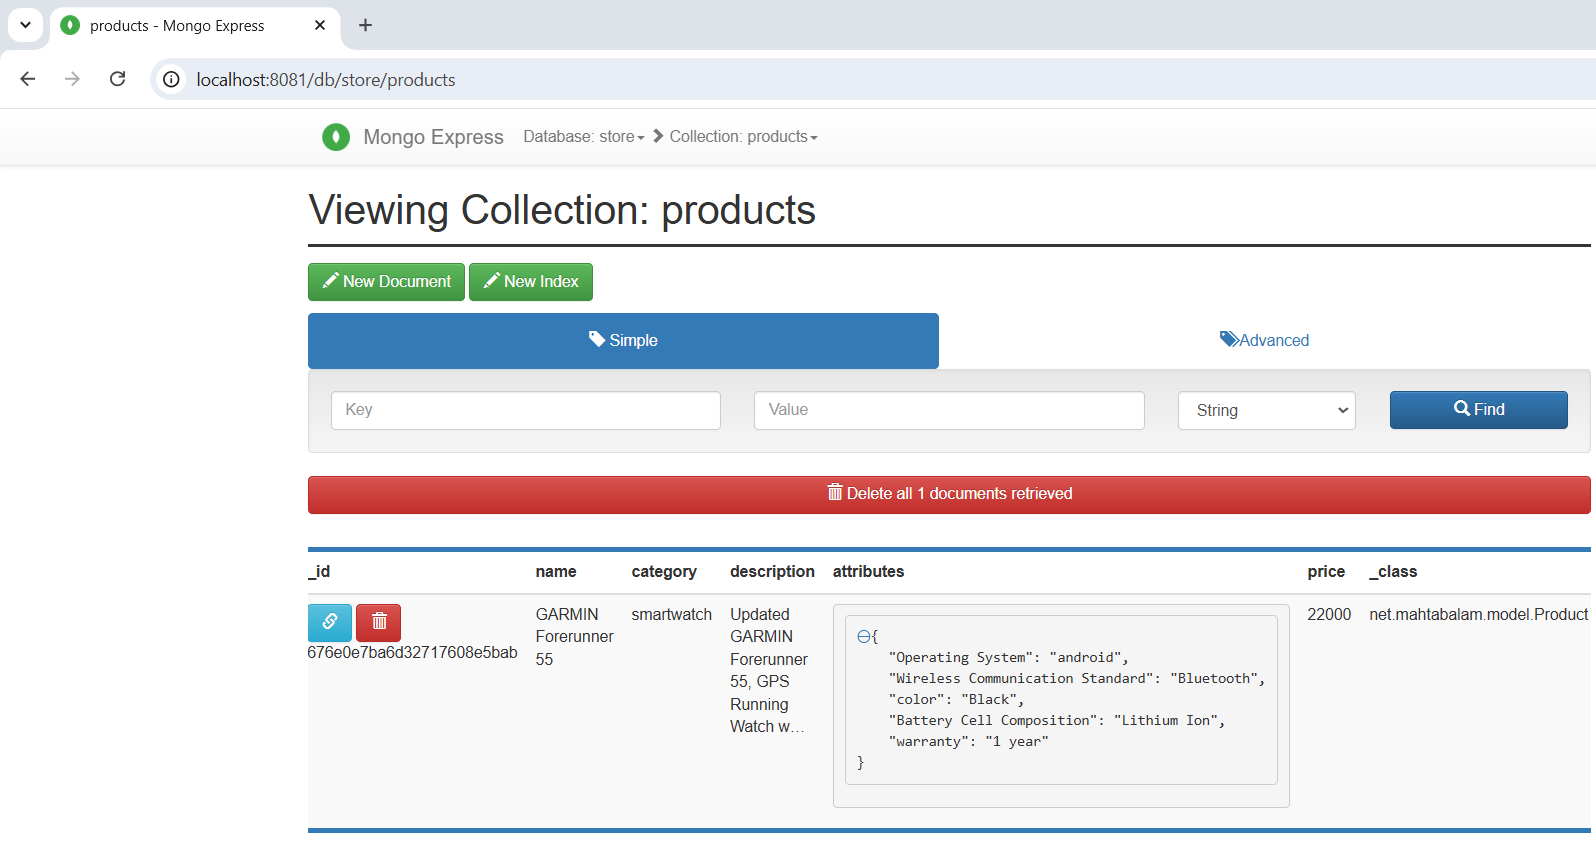 products - Mongo Express
localhost:8081/db/store/products
Mongo Express Database: store Collection: products
Viewing Collection: products
New Document New Index
Simple Advanced
Key Value String Find
Delete all 1 documents retrieved
_id name category description attributes price _class
676e0e7ba6d32717608e5bab
GARMIN
Forerunner
55
smartwatch
Updated
GARMIN
Forerunner
55, GPS
Running
Watch w...
{
"Operating System": "android",
"Wireless Communication Standard": "Bluetooth",
"color": "Black",
"Battery Cell Composition": "Lithium Ion",
"warranty": "1 year"
}
22000
net.mahtabalam.model.Product